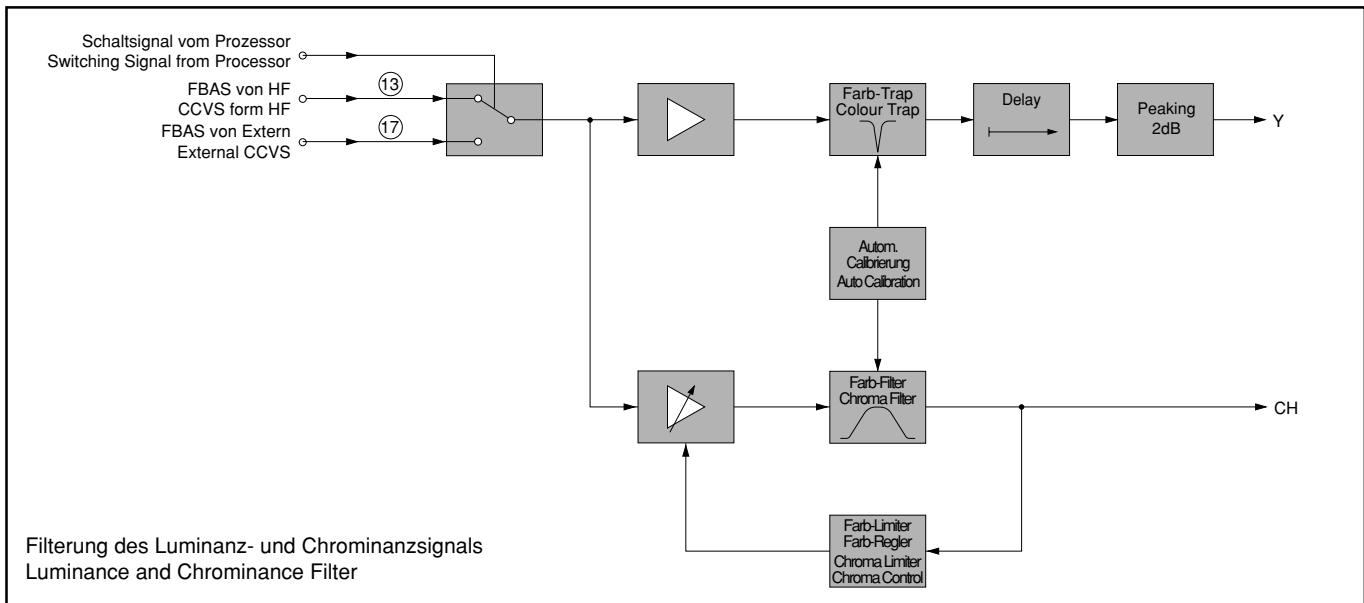 Schaltsignal vom Prozessor
Switching Signal from Processor
FBAS von HF
CCVS form HF
13
FBAS von Extern
External CCVS
17
Farb-Trap
Colour Trap
Delay
Peaking
2dB
Y
Autom.
Calibrierung
Auto Calibration
Farb-Filter
Chroma Filter
CH
Farb-Limiter
Farb-Regler
Chroma Limiter
Chroma Control
Filterung des Luminanz- und Chrominanzsignals
Luminance and Chrominance Filter